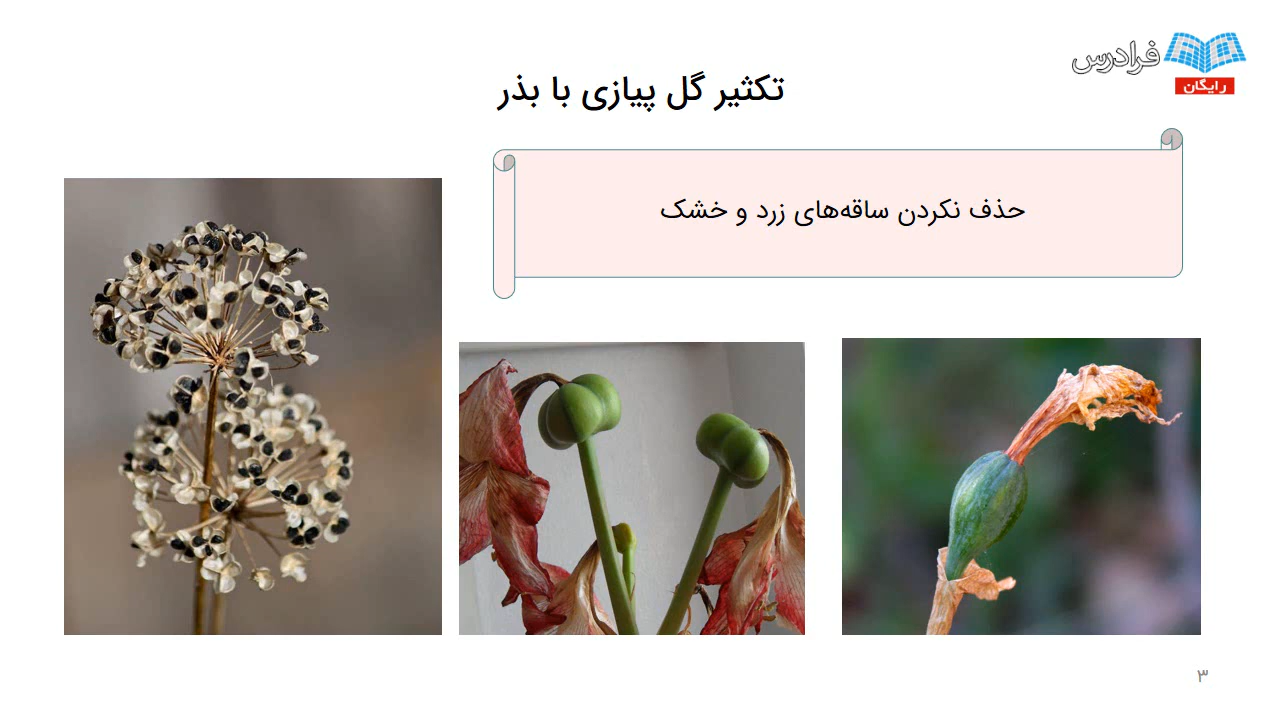 فرادرس
رایگان
تکثیر گل پیازی با بذر
حذف نکردن ساقه‌های زرد و خشک
۳